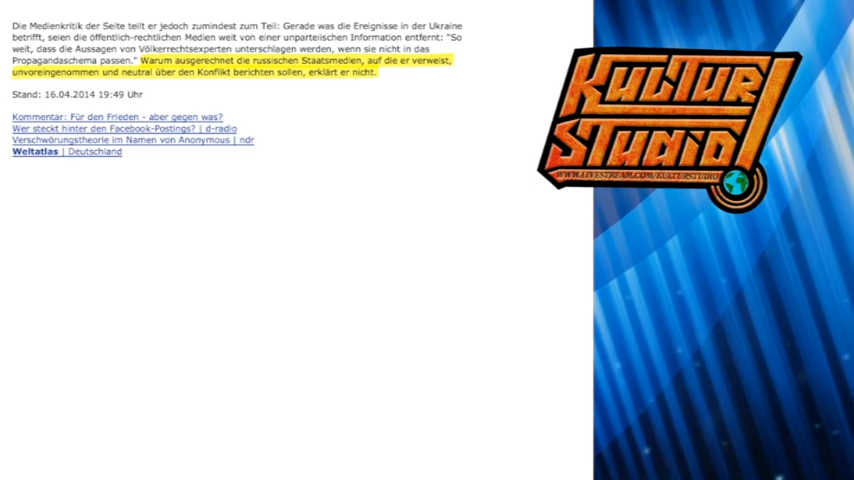 Die Medienkritik der Seite teilt er jedoch zumindest zum Teil: Gerade was die Ereignisse in der Ukraine
betrifft, seien die öffentlich-rechtlichen Medien weit von einer unparteiischen Information entfernt: "So
weit, dass die Aussagen von Völkerrechtsexperten unterschlagen werden, wenn sie nicht in das
Propagandaschema passen." Warum ausgerechnet die russischen Staatsmedien, auf die er verweist,
unvoreingenommen und neutral über den Konflikt berichten sollen, erklärt er nicht.
Stand: 16.04.2014 19:49 Uhr
Kommentar: Für den Frieden - aber gegen was?
Wer steckt hinter den Facebook-Postings? | d-radio
Verschwörungstheorie im Namen von Anonymous | ndr
Weltatlas | Deutschland
KULTUR
STUDIO
WWW.LIVESTREAM.COM/KULTURSTUDIO